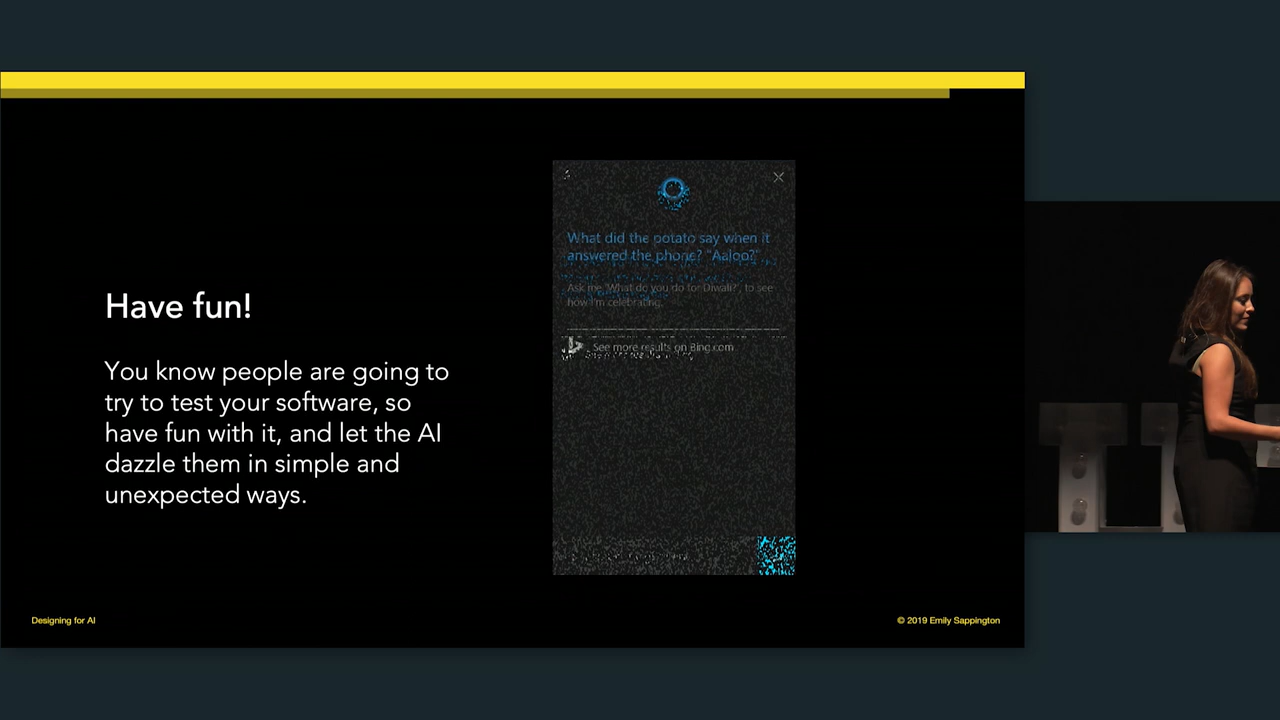 Have fun!
You know people are going to
try to test your software, so
have fun with it, and let the AI
dazzle them in simple and
unexpected ways.
What did the potato say when it
answered the phone? "Aaloo?"
Ask me "What do you do for Diwali?", to see
how I'm celebrating.
See more results on Bing.com
Designing for AI
© 2019 Emily Sappington